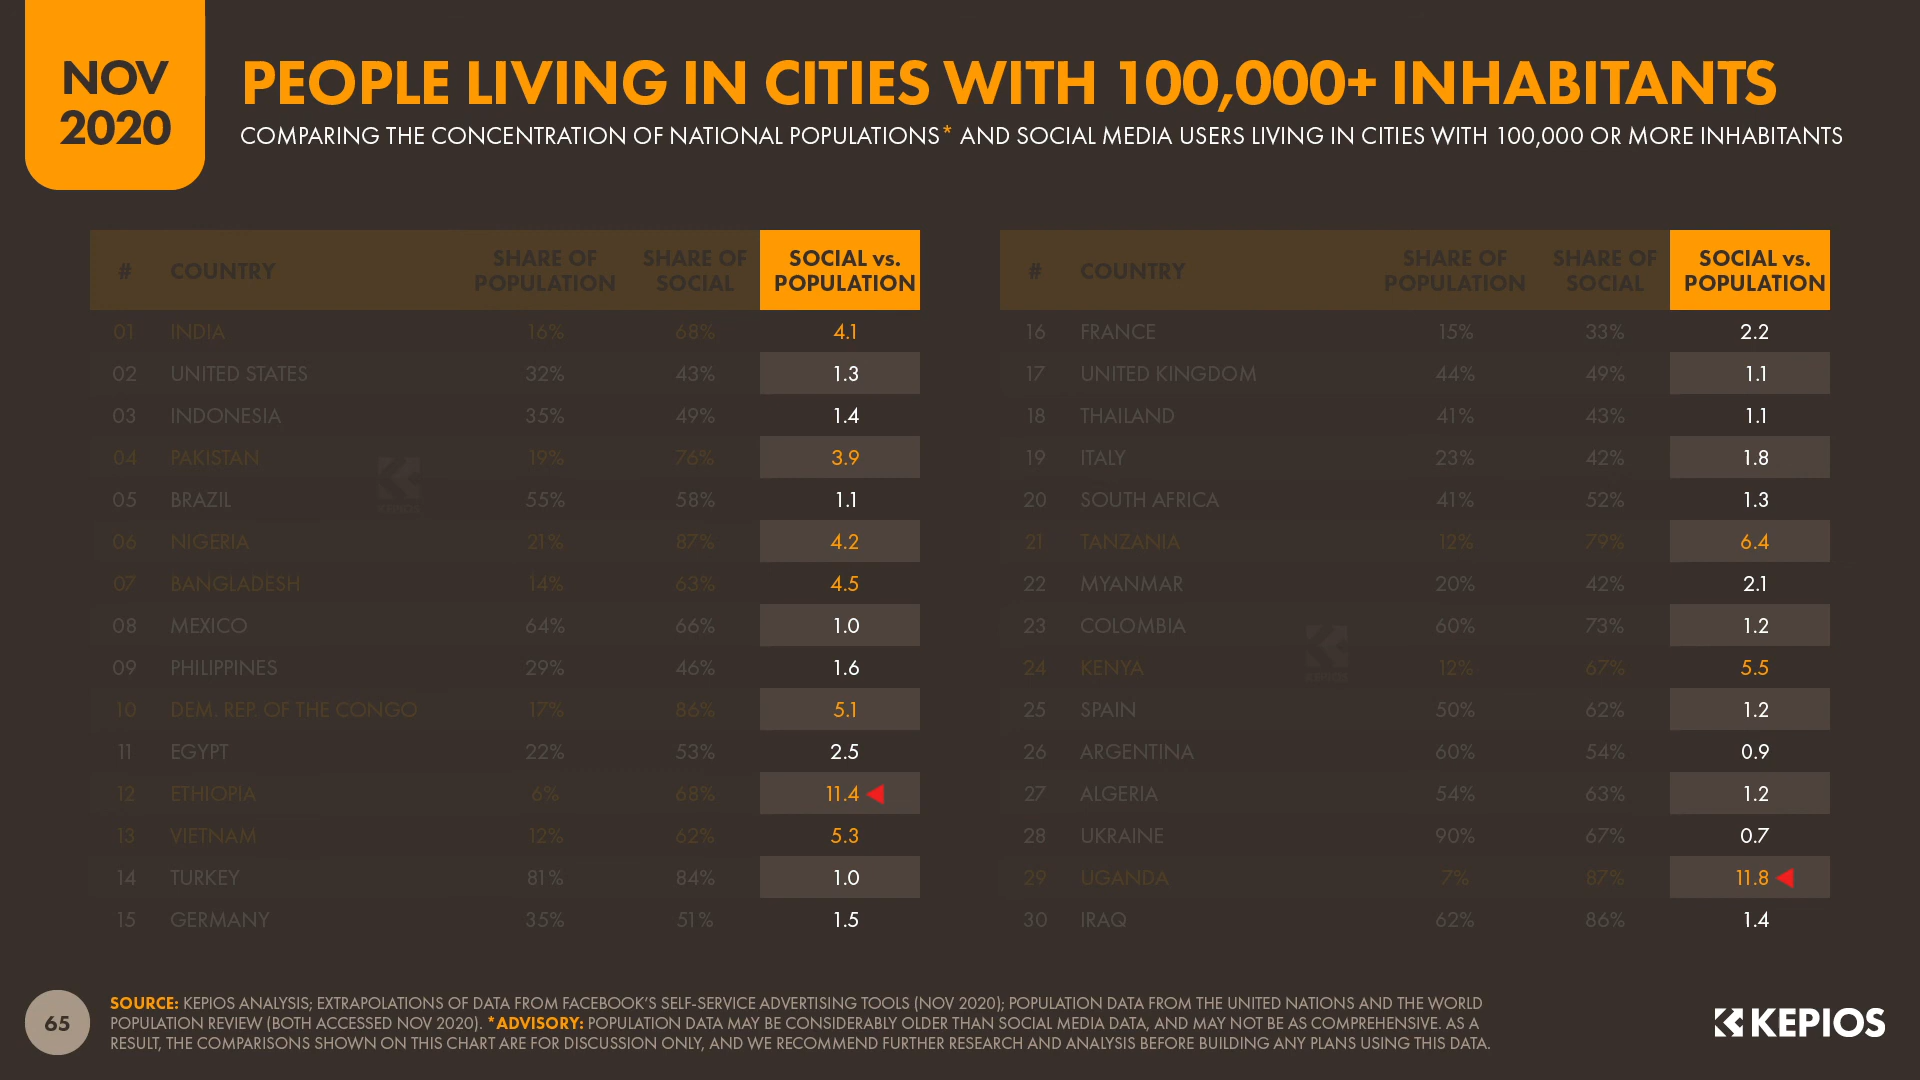 NOV
2020
PEOPLE LIVING IN CITIES WITH 100,000+ INHABITANTS
COMPARING THE CONCENTRATION OF NATIONAL POPULATIONS* AND SOCIAL MEDIA USERS LIVING IN CITIES WITH 100,000 OR MORE INHABITANTS
# COUNTRY SHARE OF POPULATION SHARE OF SOCIAL SOCIAL vs. POPULATION
01 INDIA 16% 68% 4.1
02 UNITED STATES 32% 43% 1.3
03 INDONESIA 35% 49% 1.4
04 PAKISTAN 19% 76% 3.9
05 BRAZIL 55% 58% 1.1
06 NIGERIA 21% 87% 4.2
07 BANGLADESH 14% 63% 4.5
08 MEXICO 64% 66% 1.0
09 PHILIPPINES 29% 46% 1.6
10 DEM. REP. OF THE CONGO 17% 86% 5.1
11 EGYPT 22% 53% 2.5
12 ETHIOPIA 6% 68% 11.4
13 VIETNAM 12% 62% 5.3
14 TURKEY 81% 84% 1.0
15 GERMANY 35% 51% 1.5
# COUNTRY SHARE OF POPULATION SHARE OF SOCIAL SOCIAL vs. POPULATION
16 FRANCE 15% 33% 2.2
17 UNITED KINGDOM 44% 49% 1.1
18 THAILAND 41% 43% 1.1
19 ITALY 23% 42% 1.8
20 SOUTH AFRICA 41% 52% 1.3
21 TANZANIA 12% 79% 6.4
22 MYANMAR 20% 42% 2.1
23 COLOMBIA 60% 73% 1.2
24 KENYA 12% 67% 5.5
25 SPAIN 50% 62% 1.2
26 ARGENTINA 60% 54% 0.9
27 ALGERIA 54% 63% 1.2
28 UKRAINE 90% 67% 0.7
29 UGANDA 7% 87% 11.8
30 IRAQ 62% 86% 1.4
KEPIOS
KEPIOS
65
SOURCE: KEPIOS ANALYSIS; EXTRAPOLATIONS OF DATA FROM FACEBOOK'S SELF-SERVICE ADVERTISING TOOLS (NOV 2020); POPULATION DATA FROM THE UNITED NATIONS AND THE WORLD
POPULATION REVIEW (BOTH ACCESSED NOV 2020). *ADVISORY: POPULATION DATA MAY BE CONSIDERABLY OLDER THAN SOCIAL MEDIA DATA, AND MAY NOT BE AS COMPREHENSIVE. AS A
RESULT, THE COMPARISONS SHOWN ON THIS CHART ARE FOR DISCUSSION ONLY, AND WE RECOMMEND FURTHER RESEARCH AND ANALYSIS BEFORE BUILDING ANY PLANS USING THIS DATA.
KEPIOS